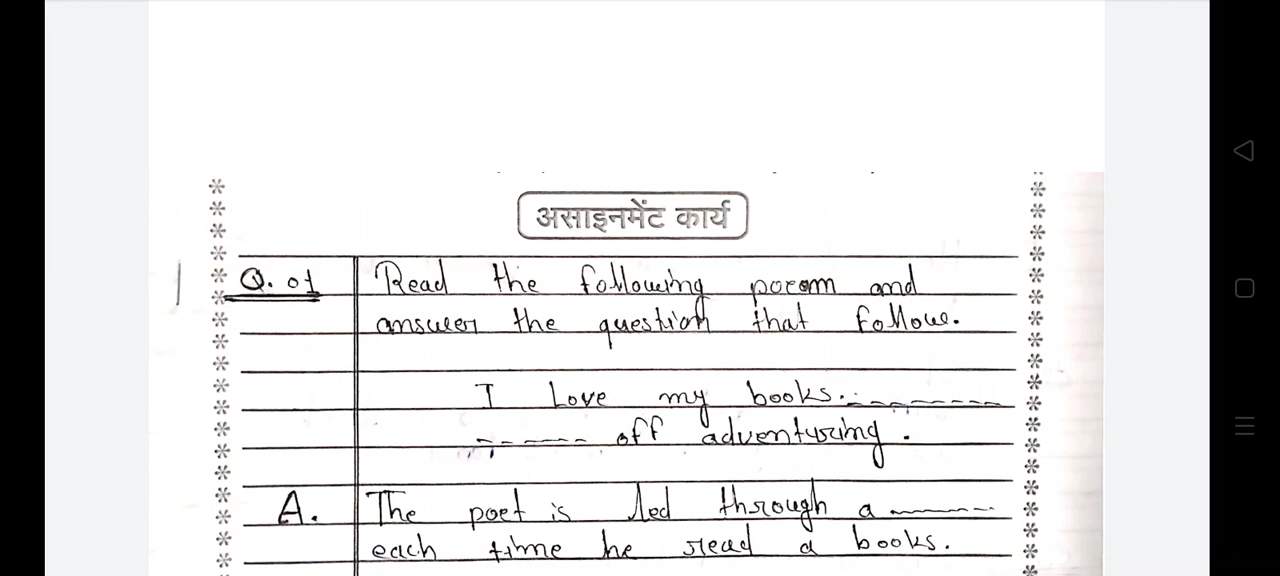 असाइनमेंट कार्य
Q. 01 Read the following poem and
answer the question that follow.
I Love my books. - - - - - - - -
- - - - - - off adventuring.
A. The poet is led through a - - - - -
each time he read a books.